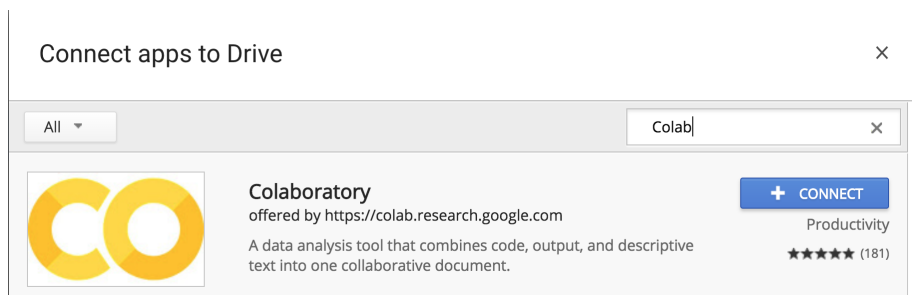 Connect apps to Drive
×
All
Colab
×
CO
Colaboratory
offered by https://colab.research.google.com
A data analysis tool that combines code, output, and descriptive
text into one collaborative document.
+ CONNECT
Productivity
★★★★★ (181)